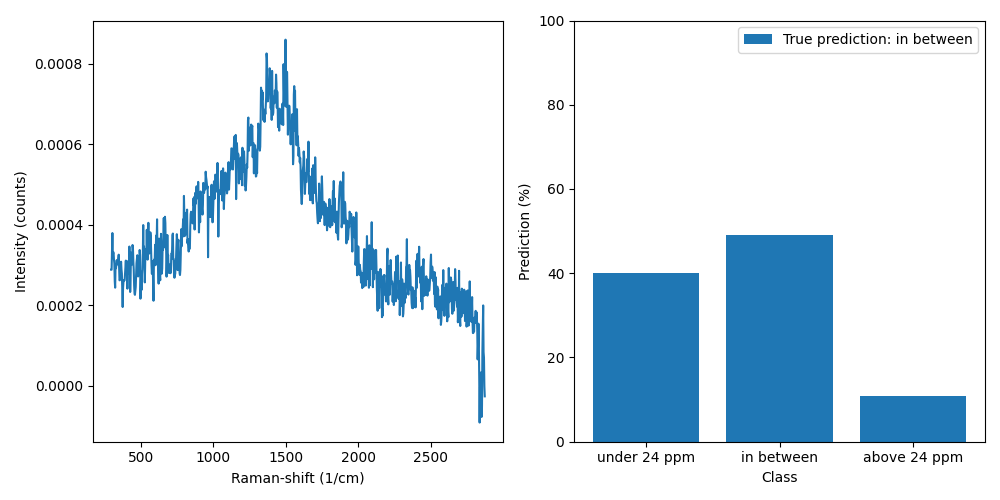 0.0008
0.0006
0.0004
0.0002
0.0000
Intensity (counts)
500 1000 1500 2000 2500
Raman-shift (1/cm)
100
80
60
40
20
0
Prediction (%)
True prediction: in between
under 24 ppm in between above 24 ppm
Class